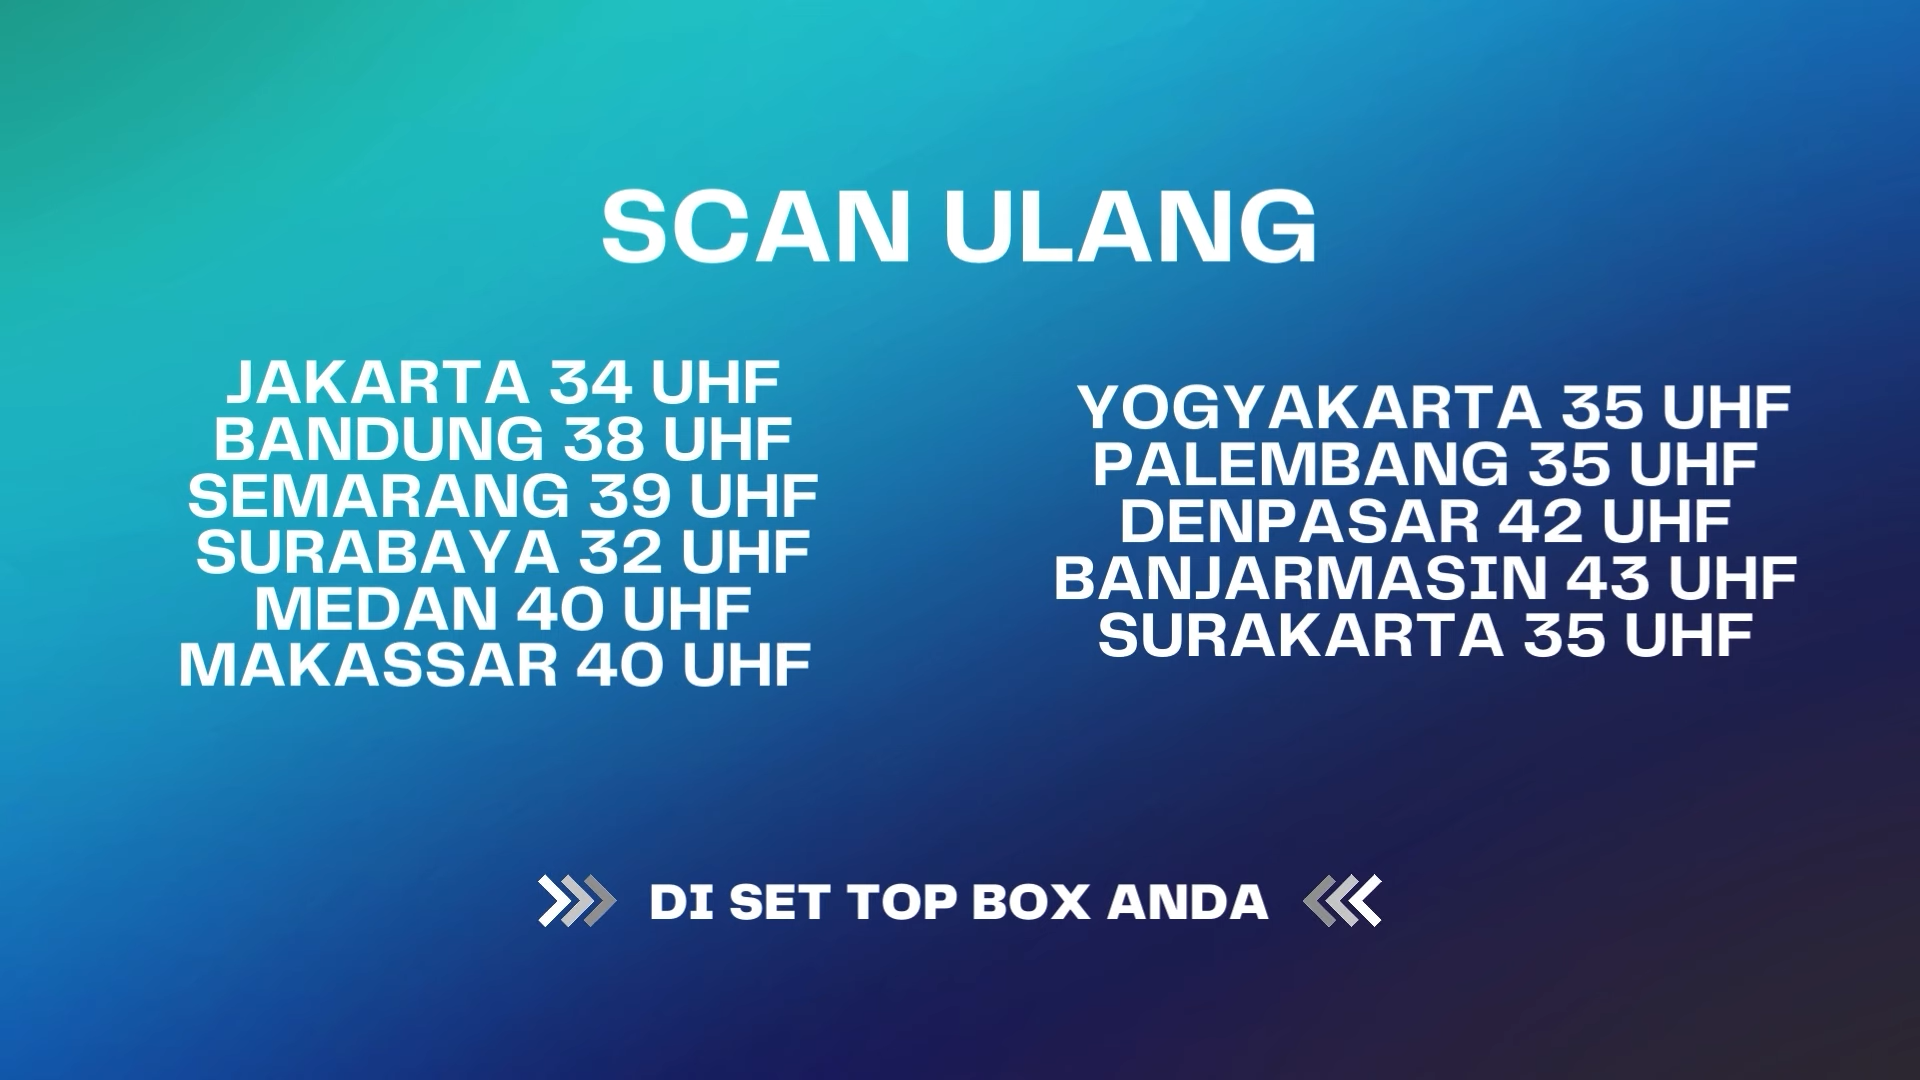 SCAN ULANG
JAKARTA 34 UHF
BANDUNG 38 UHF
SEMARANG 39 UHF
SURABAYA 32 UHF
MEDAN 40 UHF
MAKASSAR 40 UHF
YOGYAKARTA 35 UHF
PALEMBANG 35 UHF
DENPASAR 42 UHF
BANJARMASIN 43 UHF
SURAKARTA 35 UHF
DI SET TOP BOX ANDA